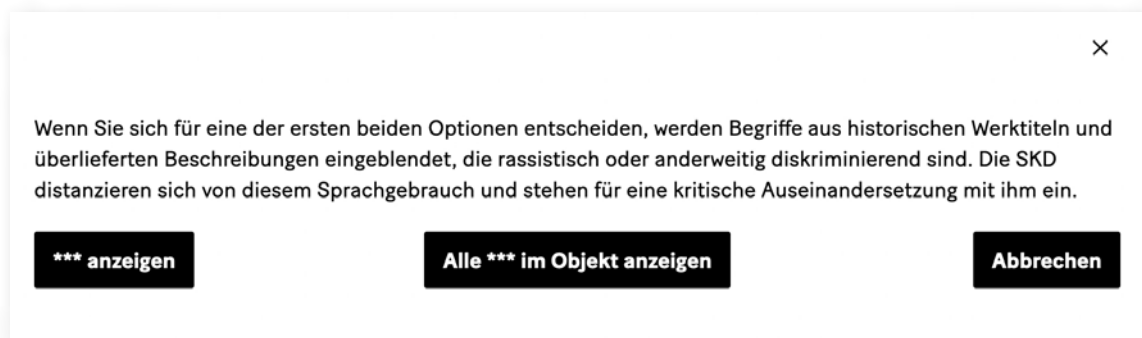 Wenn Sie sich für eine der ersten beiden Optionen entscheiden, werden Begriffe aus historischen Werktiteln und
überlieferten Beschreibungen eingeblendet, die rassistisch oder anderweitig diskriminierend sind. Die SKD
distanzieren sich von diesem Sprachgebrauch und stehen für eine kritische Auseinandersetzung mit ihm ein.
*** anzeigen
Alle *** im Objekt anzeigen
Abbrechen